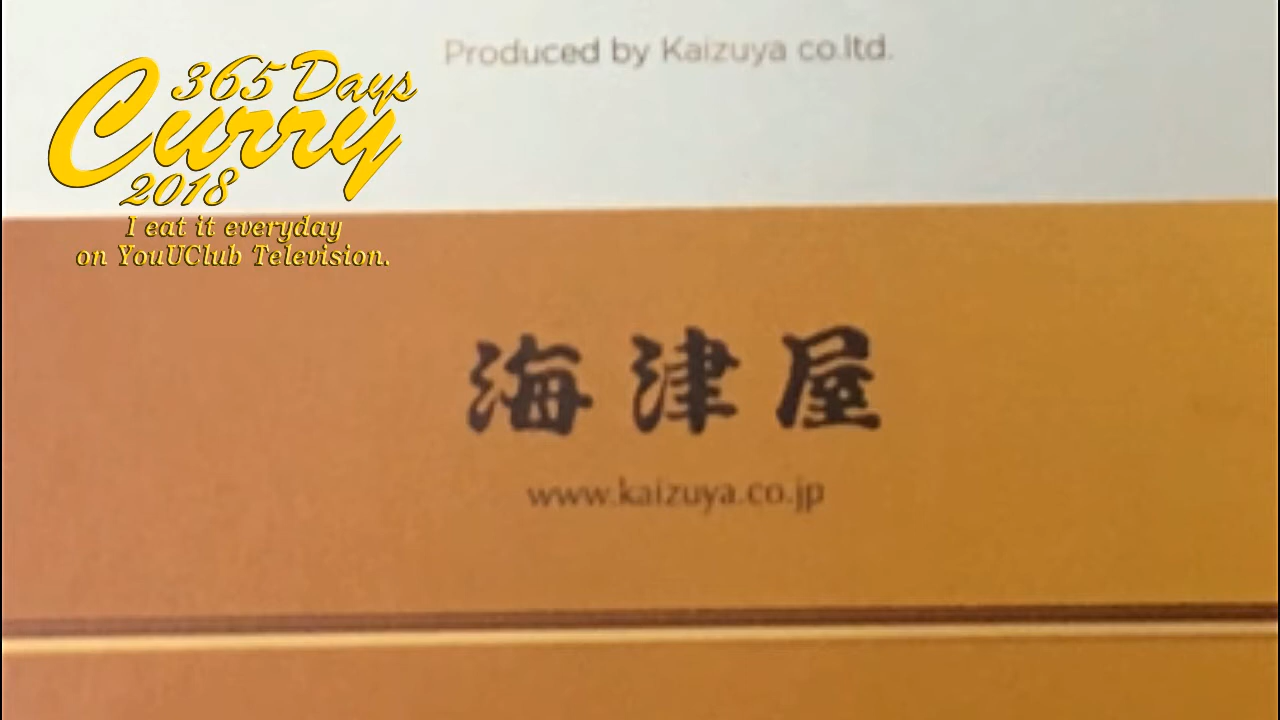 Produced by Kaizuya co.ltd.
365 Days
Curry
2018
I eat it everyday
on YouUClub Television.
海津屋
www.kaizuya.co.jp